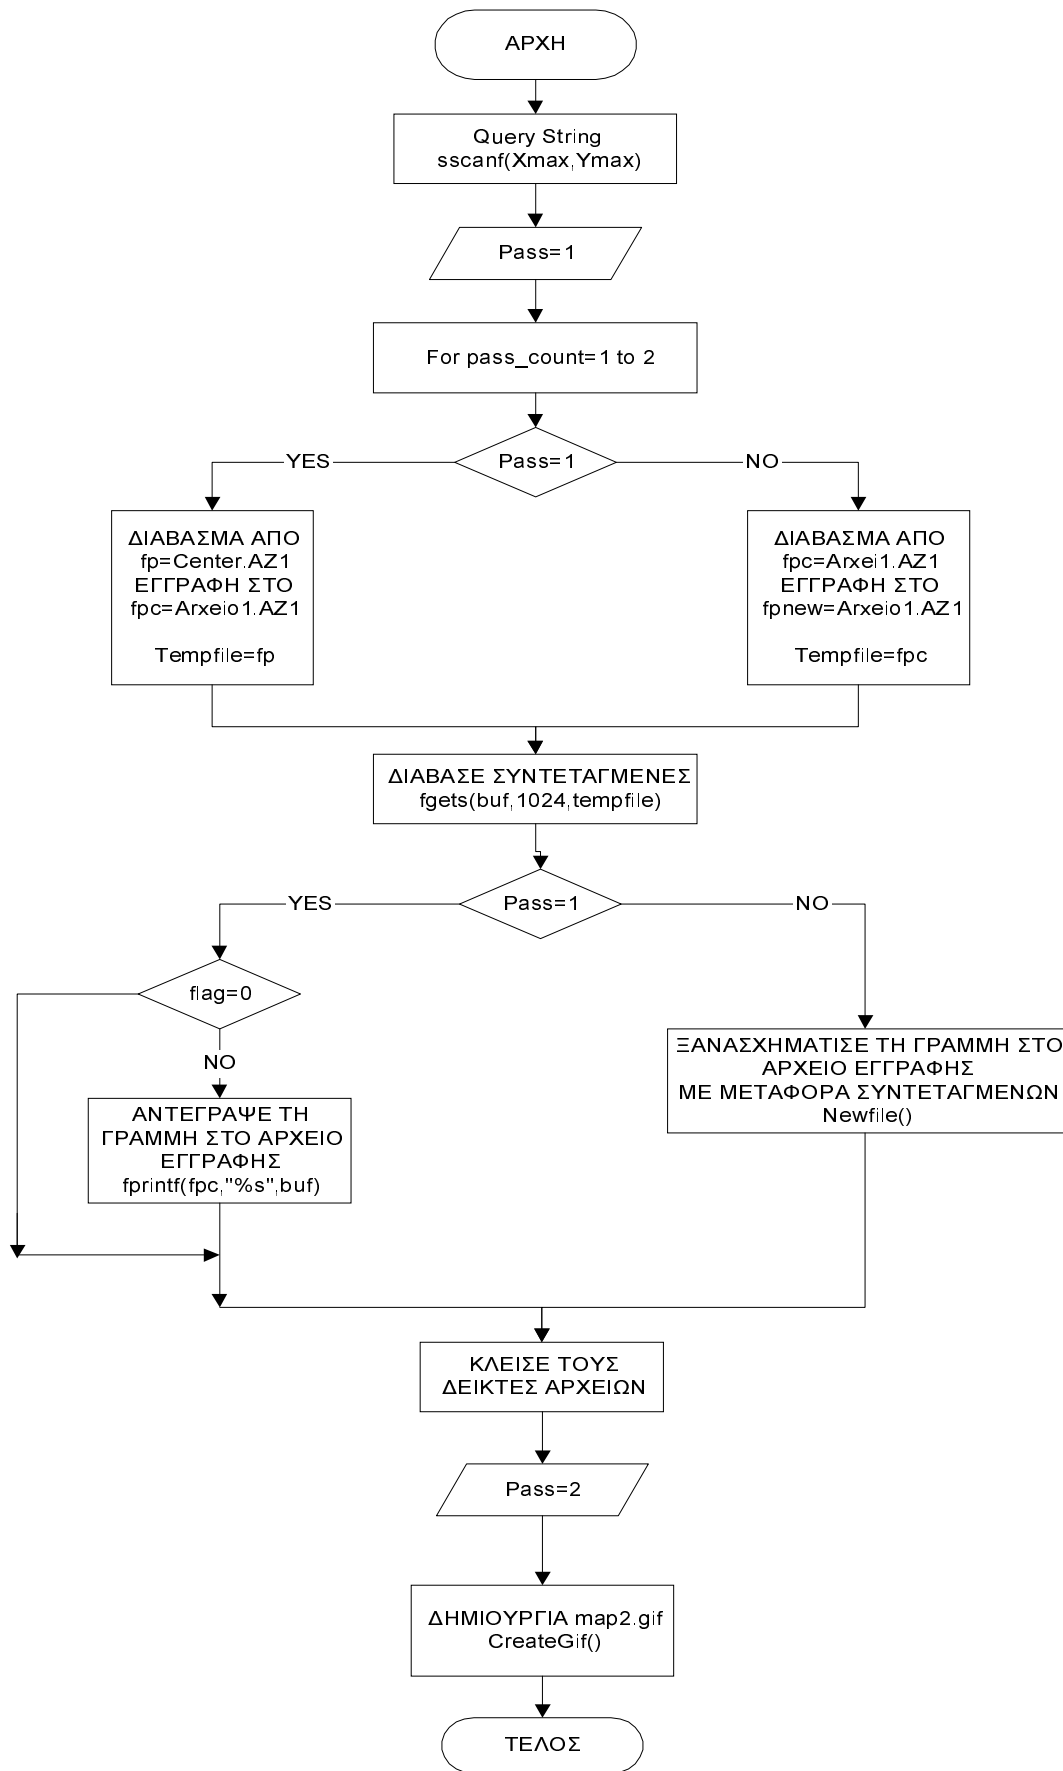 ΑΡΧΗ
Query String
sscanf(Xmax,Ymax)
Pass=1
For pass_count=1 to 2
Pass=1
YES
NO
ΔΙΑΒΑΣΜΑ ΑΠΟ
fp=Center.AZ1
ΕΓΓΡΑΦΗ ΣΤΟ
fpc=Arxeio1.AZ1
Tempfile=fp
ΔΙΑΒΑΣΜΑ ΑΠΟ
fpc=Arxei1.AZ1
ΕΓΓΡΑΦΗ ΣΤΟ
fpnew=Arxeio1.AZ1
Tempfile=fpc
ΔΙΑΒΑΣΕ ΣΥΝΤΕΤΑΓΜΕΝΕΣ
fgets(buf,1024,tempfile)
Pass=1
YES
NO
flag=0
NO
ΑΝΤΕΓΡΑΨΕ ΤΗ
ΓΡΑΜΜΗ ΣΤΟ ΑΡΧΕΙΟ
ΕΓΓΡΑΦΗΣ
fprintf(fpc,"%s",buf)
ΞΑΝΑΣΧΗΜΑΤΙΣΕ ΤΗ ΓΡΑΜΜΗ ΣΤΟ
ΑΡΧΕΙΟ ΕΓΓΡΑΦΗΣ
ΜΕ ΜΕΤΑΦΟΡΑ ΣΥΝΤΕΤΑΓΜΕΝΩΝ
Newfile()
ΚΛΕΙΣΕ ΤΟΥΣ
ΔΕΙΚΤΕΣ ΑΡΧΕΙΩΝ
Pass=2
ΔΗΜΙΟΥΡΓΙΑ map2.gif
CreateGif()
ΤΕΛΟΣ